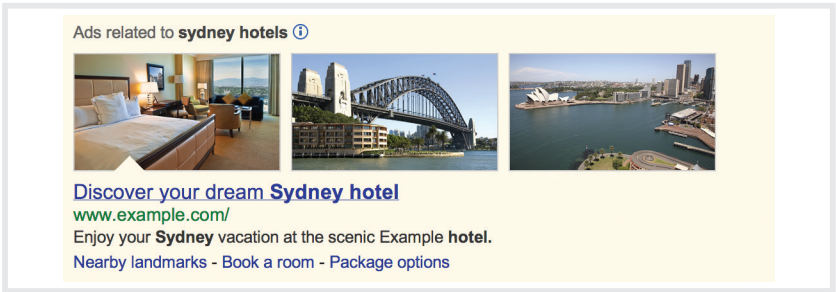 Ads related to sydney hotels
Discover your dream Sydney hotel
www.example.com/
Enjoy your Sydney vacation at the scenic Example hotel.
Nearby landmarks - Book a room - Package options